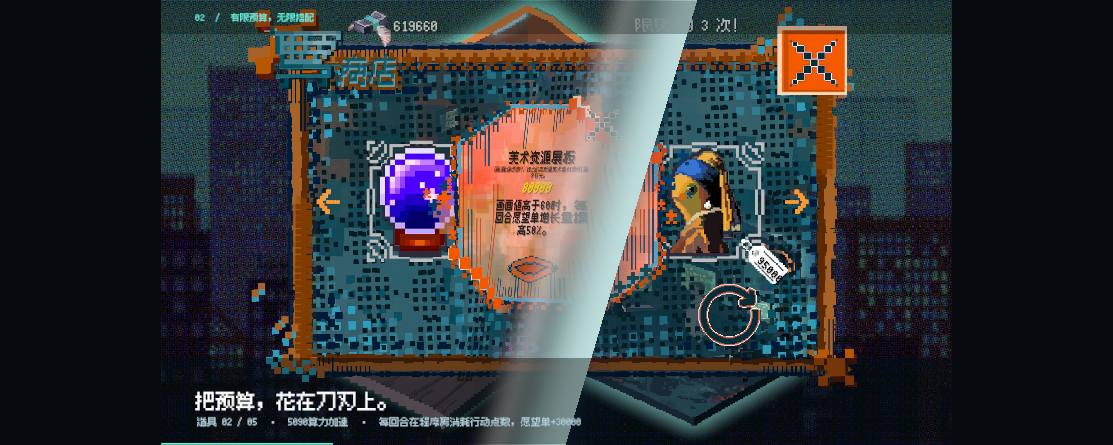 02 / 有限预算，无限搭配
619660
3 次！
酒店
美术资源展板
80000
画面值高于60时，每
回合愿望单增长量提
高50%。
95000
把预算，花在刀刃上。
道具 02 / 05 · 5090算力加速 · 每回合在程序房消耗行动点数，愿望单+30000